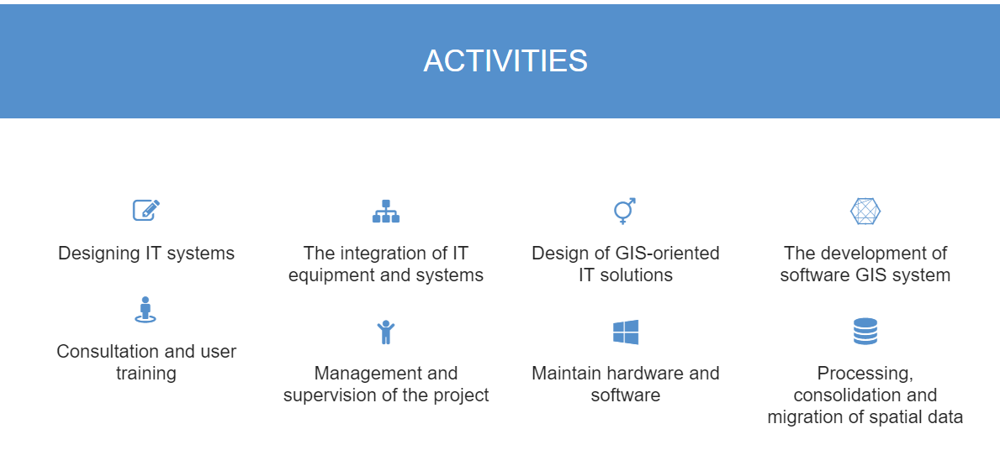 ACTIVITIES
Designing IT systems
The integration of IT
equipment and systems
Design of GIS-oriented
IT solutions
The development of
software GIS system
Consultation and user
training
Management and
supervision of the project
Maintain hardware and
software
Processing,
consolidation and
migration of spatial data